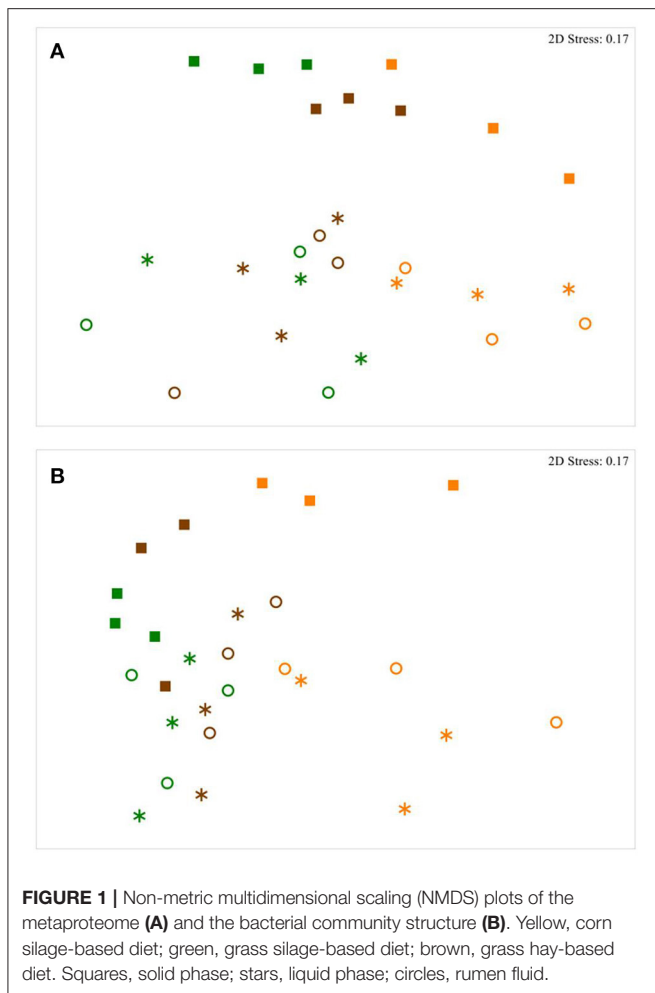 A
2D Stress: 0.17
B
2D Stress: 0.17
FIGURE 1 | Non-metric multidimensional scaling (NMDS) plots of the
metaproteome (A) and the bacterial community structure (B). Yellow, corn
silage-based diet; green, grass silage-based diet; brown, grass hay-based
diet. Squares, solid phase; stars, liquid phase; circles, rumen fluid.